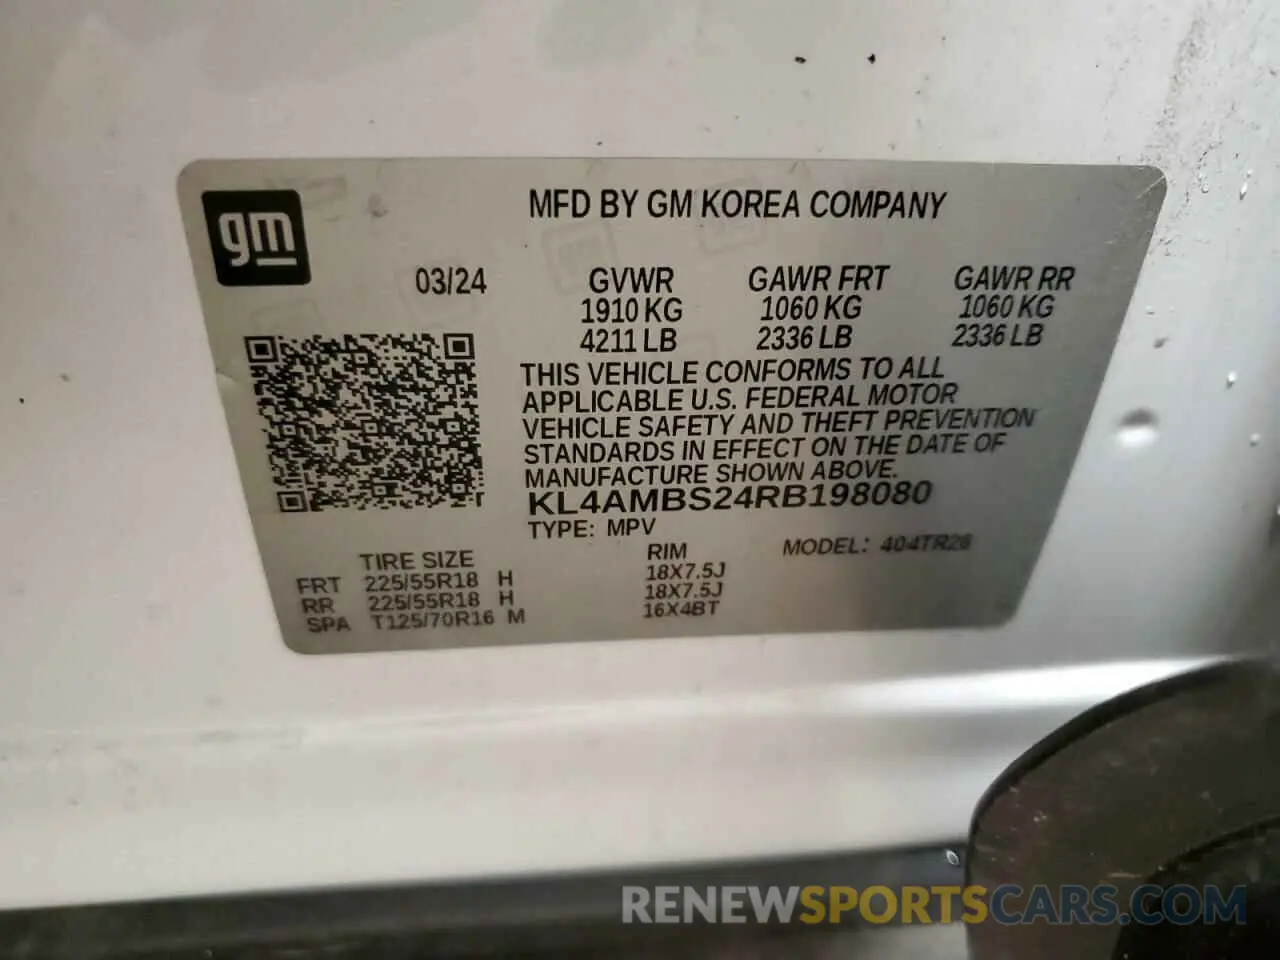 gm
MFD BY GM KOREA COMPANY
03/24
GVWR GAWR FRT GAWR RR
1910 KG 1060 KG 1060 KG
4211 LB 2336 LB 2336 LB
THIS VEHICLE CONFORMS TO ALL
APPLICABLE U.S. FEDERAL MOTOR
VEHICLE SAFETY AND THEFT PREVENTION
STANDARDS IN EFFECT ON THE DATE OF
MANUFACTURE SHOWN ABOVE.
KL4AMBS24RB198080
TYPE: MPV
MODEL: 404TR26
TIRE SIZE RIM
FRT 225/55R18 H 18X7.5J
RR 225/55R18 H 18X7.5J
SPA T125/70R16 M 16X4BT
RENEWSPORTSCARS.COM